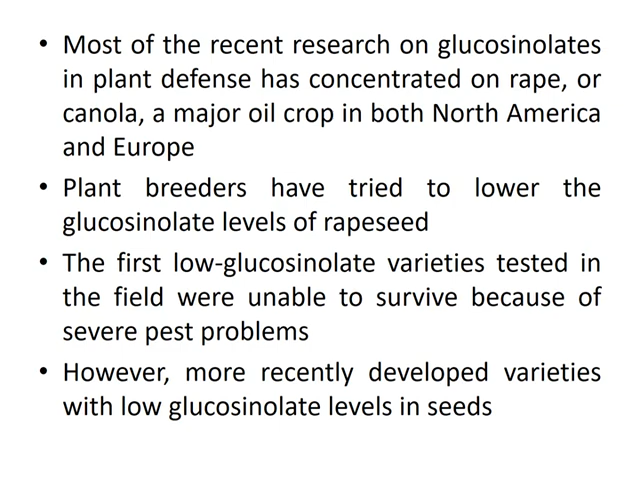 • Most of the recent research on glucosinolates
in plant defense has concentrated on rape, or
canola, a major oil crop in both North America
and Europe
• Plant breeders have tried to lower the
glucosinolate levels of rapeseed
• The first low-glucosinolate varieties tested in
the field were unable to survive because of
severe pest problems
• However, more recently developed varieties
with low glucosinolate levels in seeds